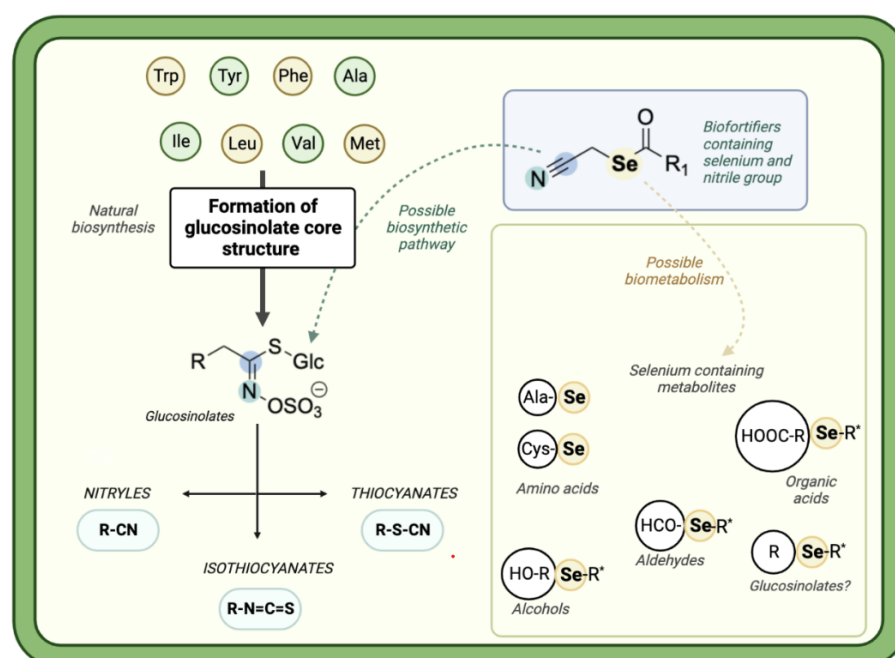 Trp Tyr Phe Ala
Ile Leu Val Met
Natural
biosynthesis
Formation of
glucosinolate core
structure
Possible
biosynthetic
pathway
R S Glc
N OSO₃ ⊖
Glucosinolates
NITRYLES
R-CN
THIOCYANATES
R-S-CN
ISOTHIOCYANATES
R-N=C=S
O
N Se R₁
Biofortifiers
containing
selenium and
nitrile group
Possible
biometabolism
Selenium containing
metabolites
Ala- Se
Cys- Se
Amino acids
HOOC-R Se-R*
Organic
acids
HCO- Se-R*
Aldehydes
R Se-R*
Glucosinolates?
HO-R Se-R*
Alcohols